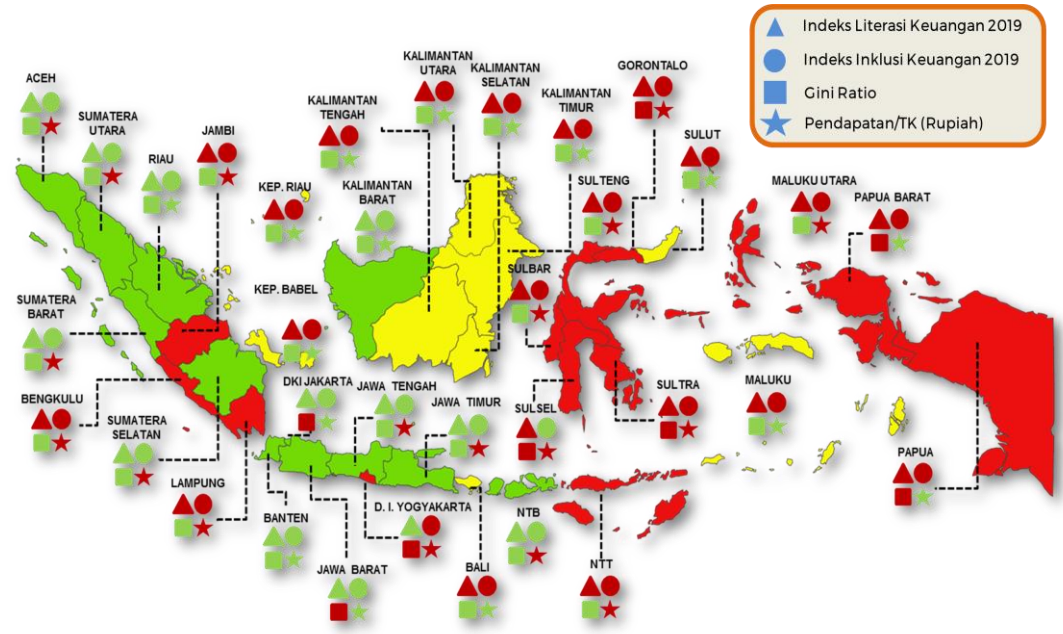 Indeks Literasi Keuangan 2019
Indeks Inklusi Keuangan 2019
Gini Ratio
Pendapatan/TK (Rupiah)
ACEH
SUMATERA
UTARA
RIAU
JAMBI
KEP. RIAU
KALIMANTAN
TENGAH
KALIMANTAN
UTARA
KALIMANTAN
SELATAN
KALIMANTAN
TIMUR
GORONTALO
SULUT
KALIMANTAN
BARAT
SULTENG
MALUKU UTARA
PAPUA BARAT
SUMATERA
BARAT
KEP. BABEL
SULBAR
BENGKULU
SUMATERA
SELATAN
DKI JAKARTA
JAWA TENGAH
JAWA TIMUR
SULSEL
SULTRA
MALUKU
PAPUA
LAMPUNG
BANTEN
D. I. YOGYAKARTA
NTB
JAWA BARAT
BALI
NTT